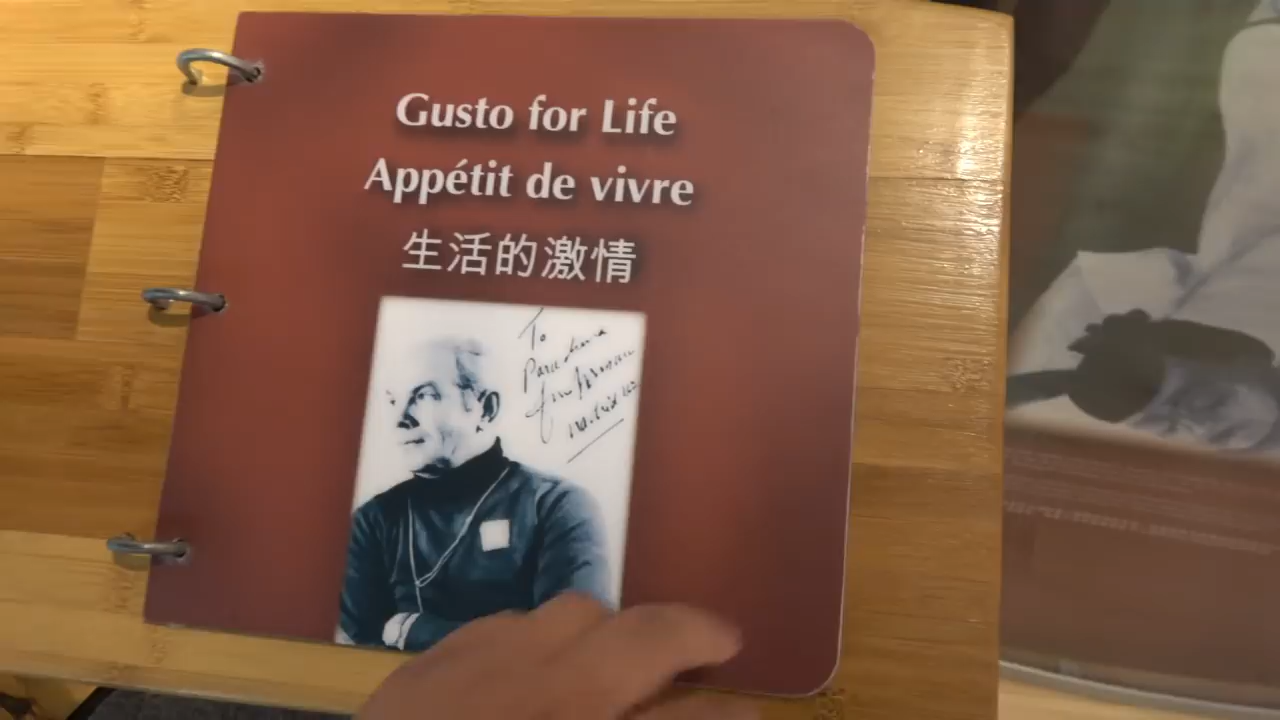 Gusto for Life
Appétit de vivre
生活的激情
To